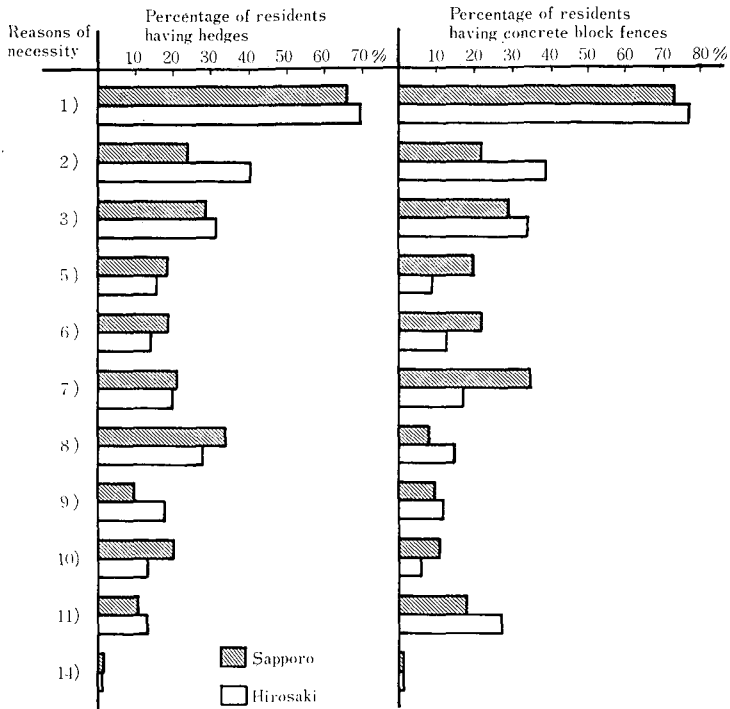 Reasons of
necessity
Percentage of residents
having hedges
Percentage of residents
having concrete block fences
10 20 30 40 50 60 70 %
10 20 30 40 50 60 70 80 %
1)
2)
3)
5)
6)
7)
8)
9)
10)
11)
14)
Sapporo
Hirosaki